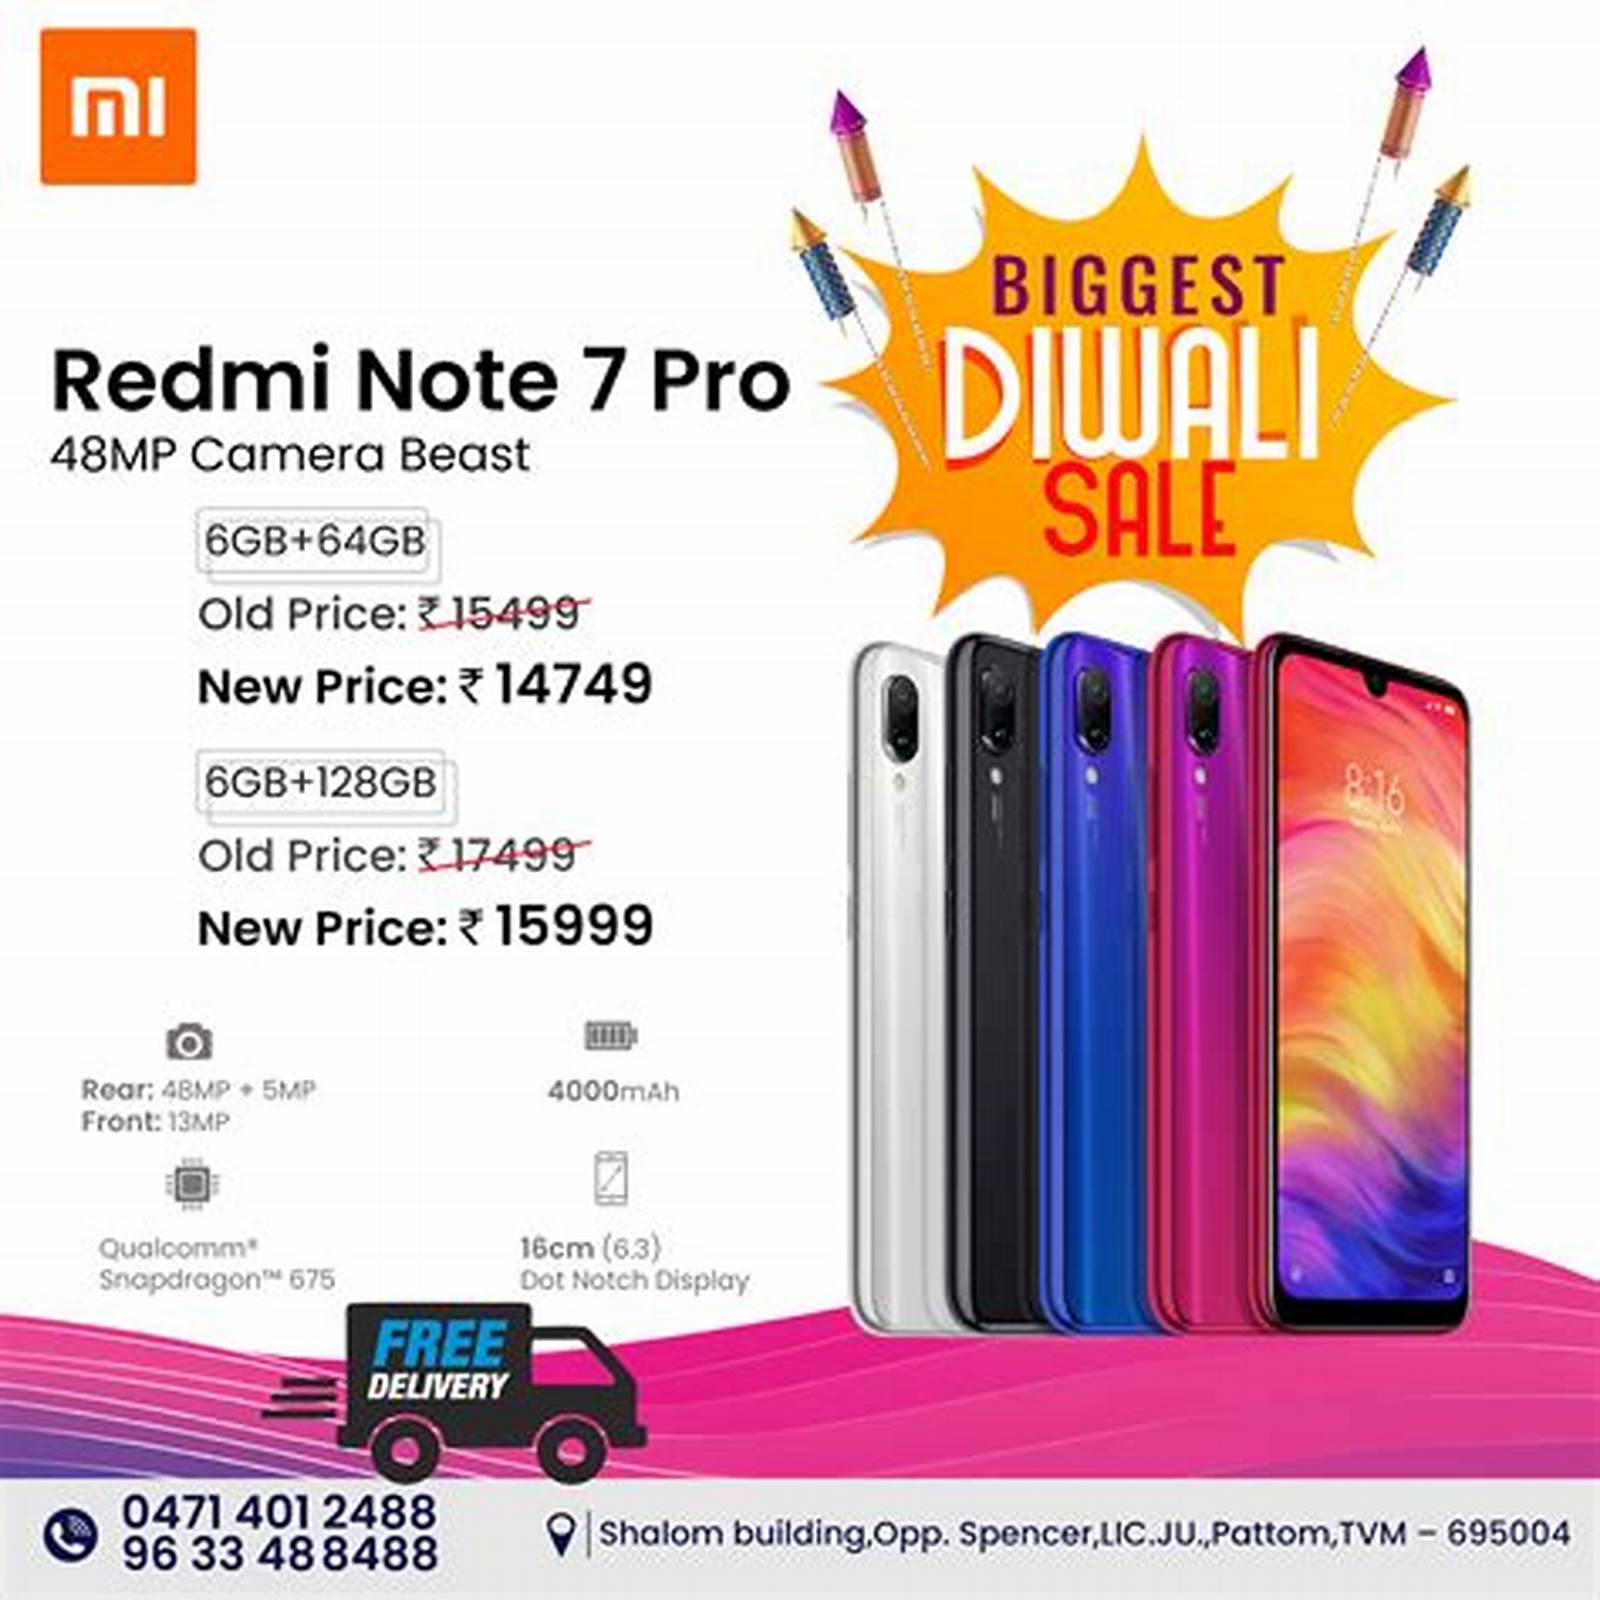 mi
BIGGEST
DIWALI
SALE
Redmi Note 7 Pro
48MP Camera Beast
6GB+64GB
Old Price: ₹ 15499
New Price: ₹ 14749
6GB+128GB
Old Price: ₹ 17499
New Price: ₹ 15999
8:16
Rear: 48MP + 5MP
Front: 13MP
4000mAh
Qualcomm®
Snapdragon™ 675
16cm (6.3)
Dot Notch Display
FREE
DELIVERY
0471 401 2488
96 33 48 8488
Shalom building,Opp. Spencer,LIC.JU.,Pattom,TVM – 695004